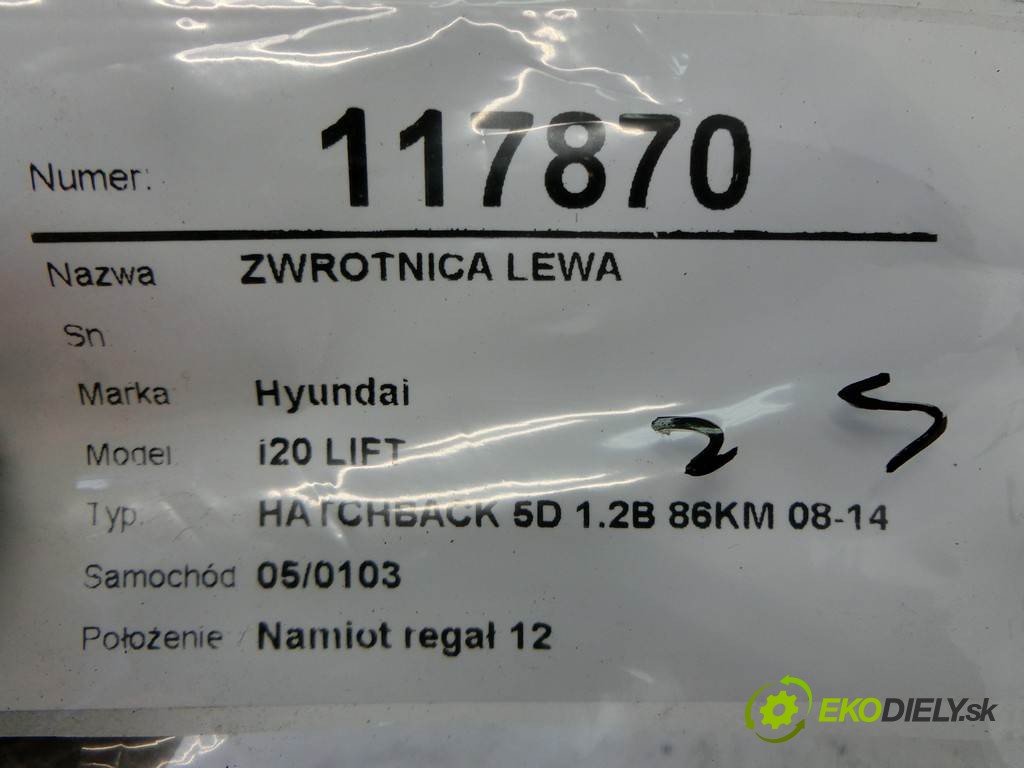 Numer: 117870
Nazwa ZWROTNICA LEWA
Sn
Marka Hyundai
Model i20 LIFT
Typ. HATCHBACK 5D 1.2B 86KM 08-14
Samochód 05/0103
Położenie Namiot regał 12
EKODIELY.sk